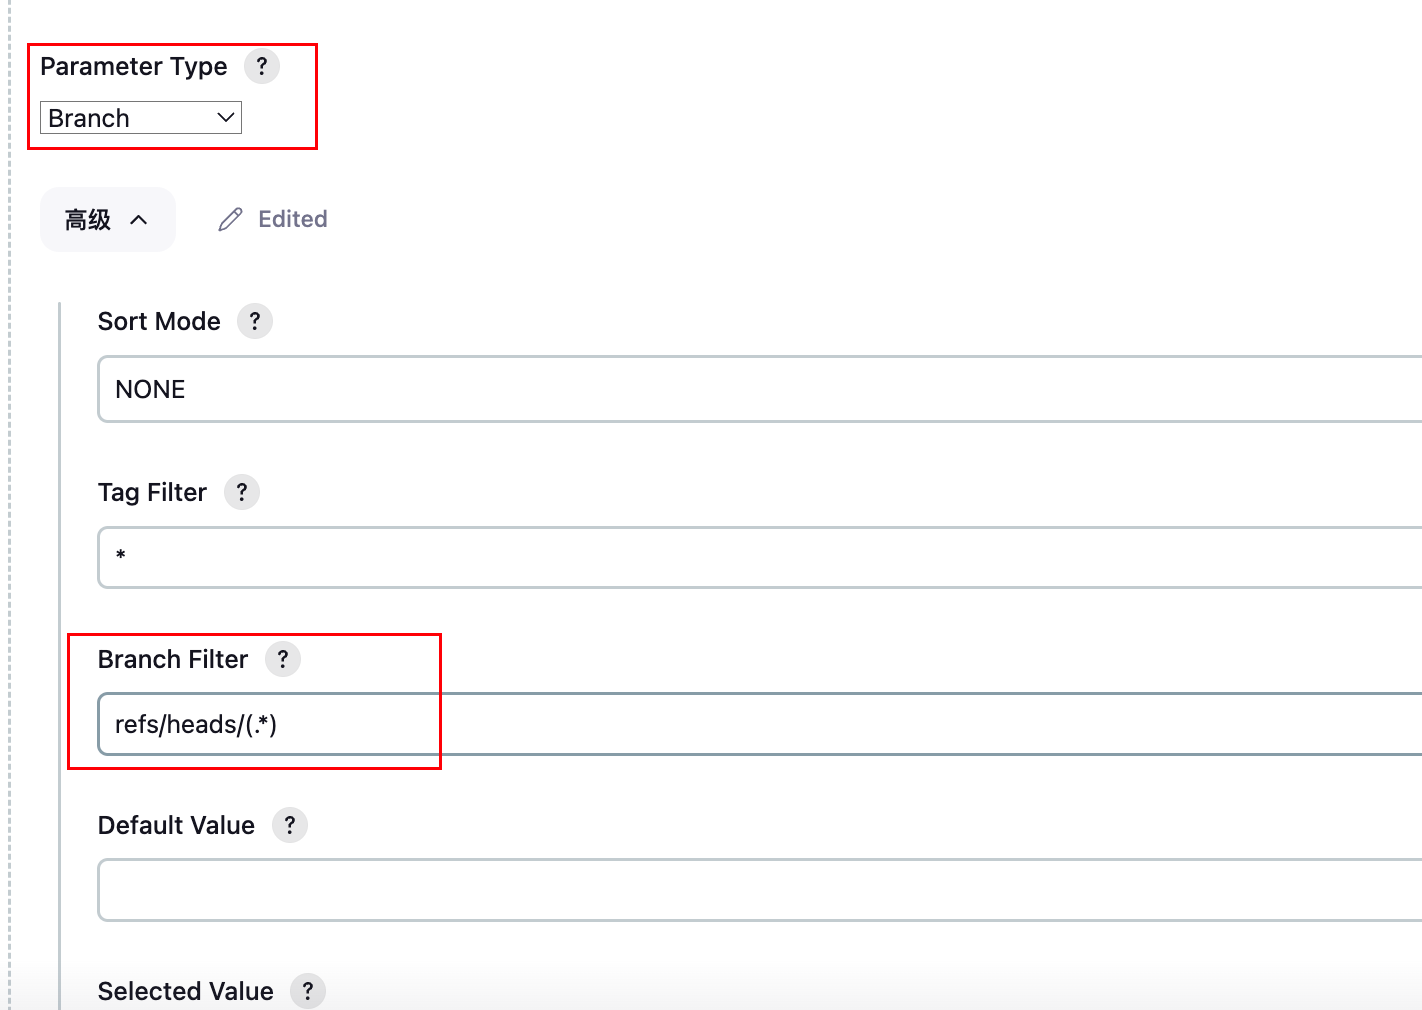 Parameter Type ?
Branch
高级 Edited
Sort Mode ?
NONE
Tag Filter ?
*
Branch Filter ?
refs/heads/(.*)
Default Value ?
Selected Value ?